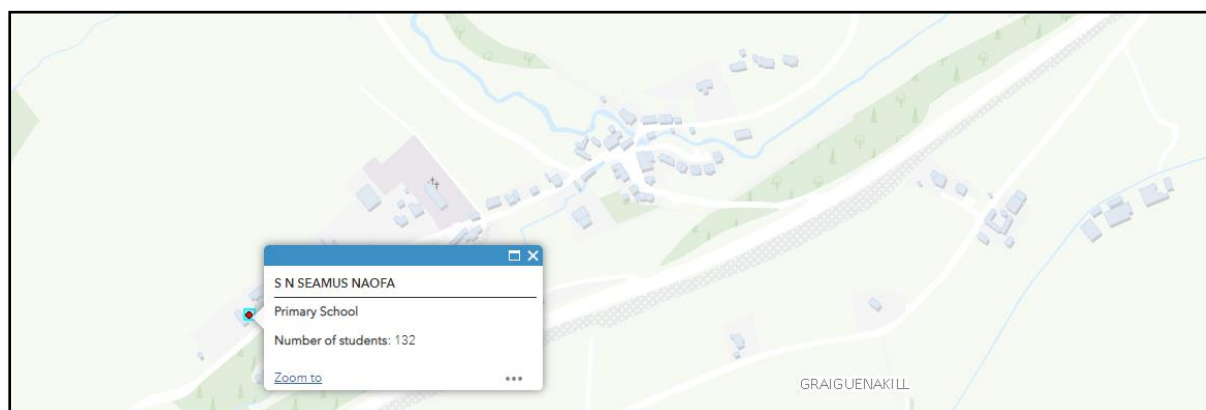 S N SEAMUS NAOFA
Primary School
Number of students: 132
Zoom to
GRAIGUENAKILL